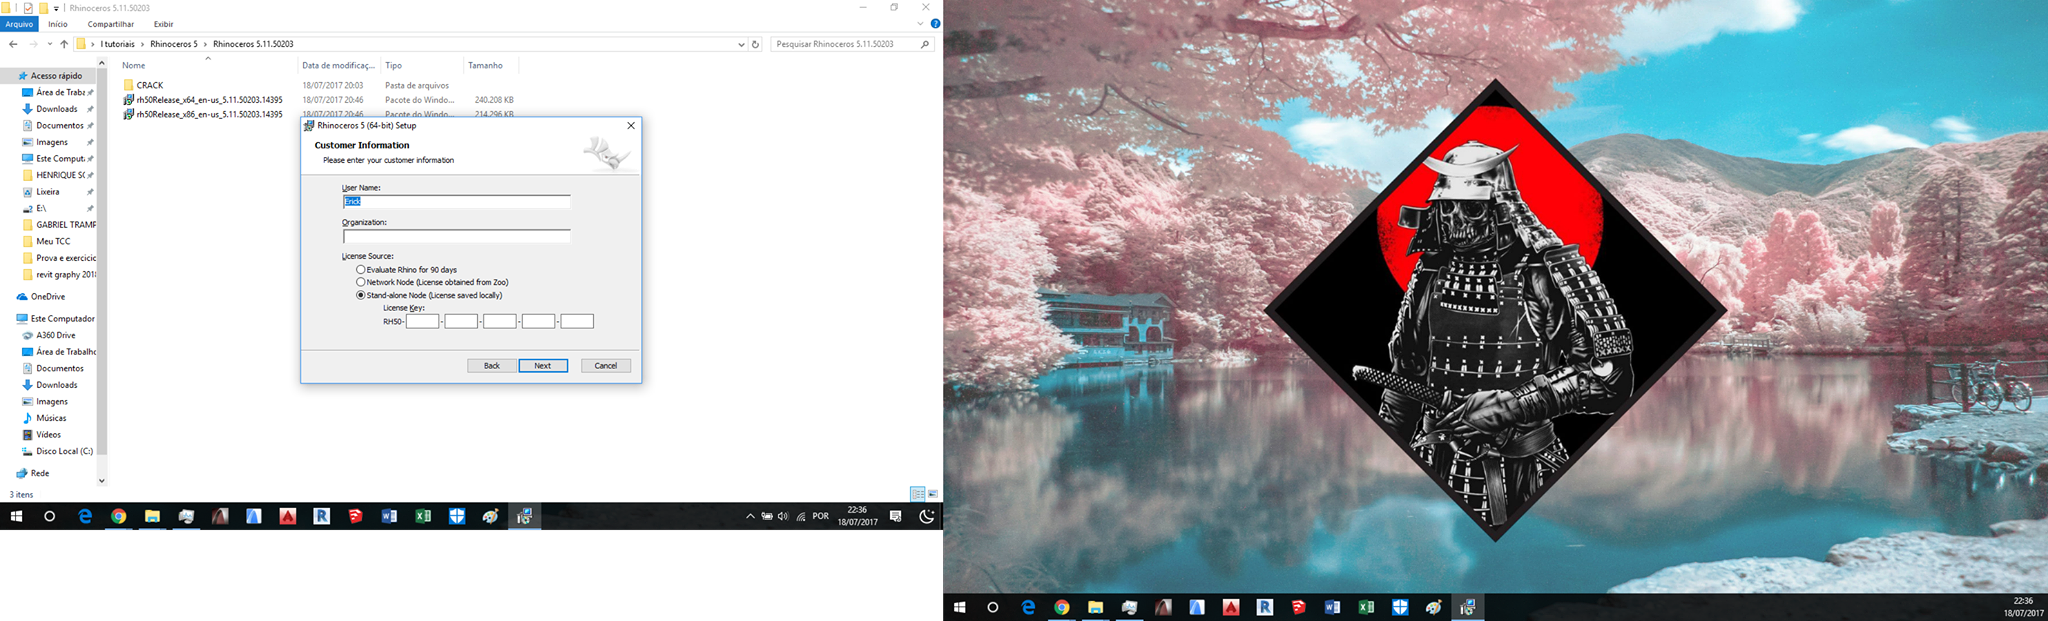 Rhinoceros 5.11.50203
Arquivo Início Compartilhar Exibir
I tutoriais Rhinoceros 5 Rhinoceros 5.11.50203
Pesquisar Rhinoceros 5.11.50203
Nome Data de modificaç... Tipo Tamanho
CRACK 18/07/2017 20:03 Pasta de arquivos
rh50Release_x64_en-us_5.11.50203.14395 18/07/2017 20:46 Pacote do Windo... 240.208 KB
rh50Release_x86_en-us_5.11.50203.14395 18/07/2017 20:46 Pacote do Windo... 214.296 KB
Acesso rápido
Área de Traba
Downloads
Documentos
Imagens
Este Computa
HENRIQUE SO
Lixeira
E:\
GABRIEL TRAMP
Meu TCC
Prova e exercicio
revit graphy 2018
OneDrive
Este Computador
A360 Drive
Área de Trabalho
Documentos
Downloads
Imagens
Músicas
Vídeos
Disco Local (C:)
Rede
3 itens
Rhinoceros 5 (64-bit) Setup
Customer Information
Please enter your customer information
User Name:
Erick
Organization:
License Source:
Evaluate Rhino for 90 days
Network Node (License obtained from Zoo)
Stand-alone Node (License saved locally)
License Key:
RH50- - - - -
Back Next Cancel
POR
22:36
18/07/2017
22:36
18/07/2017